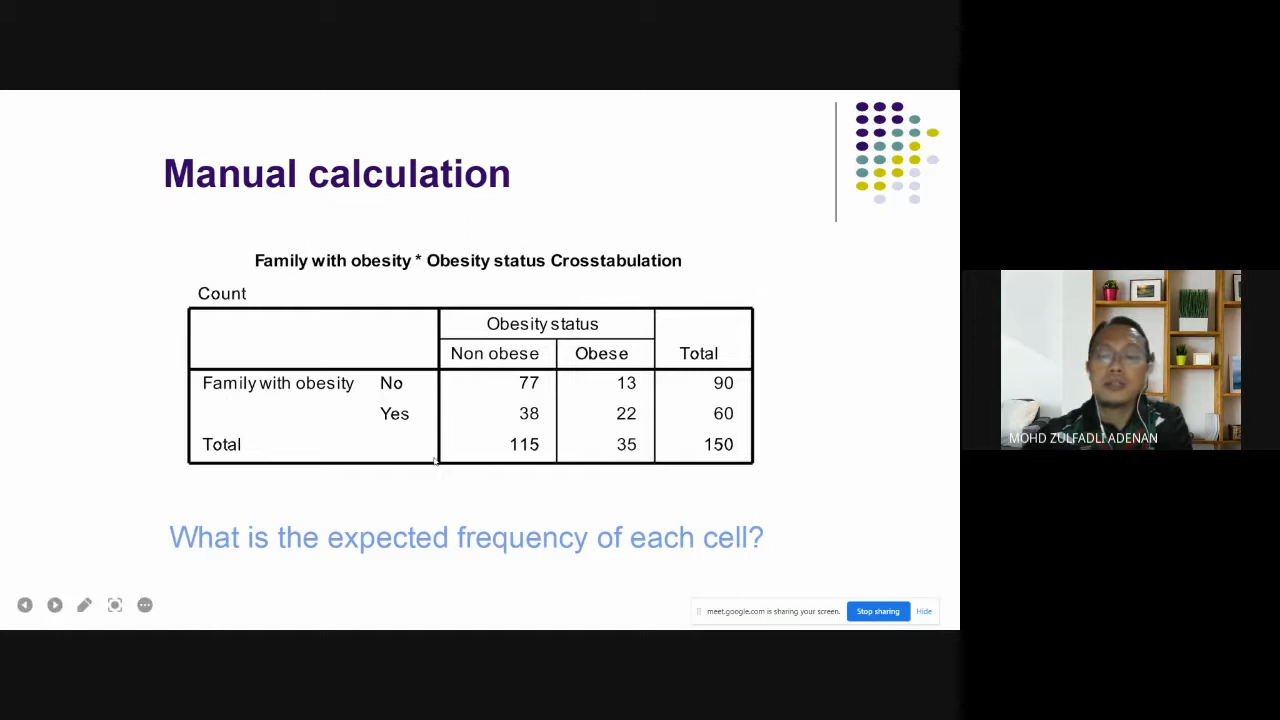 Manual calculation
Family with obesity * Obesity status Crosstabulation
Count
Obesity status
Non obese Obese Total
Family with obesity No 77 13 90
Yes 38 22 60
Total 115 35 150
What is the expected frequency of each cell?
meet.google.com is sharing your screen. Stop sharing Hide
MOHD ZULFADLI ADENAN